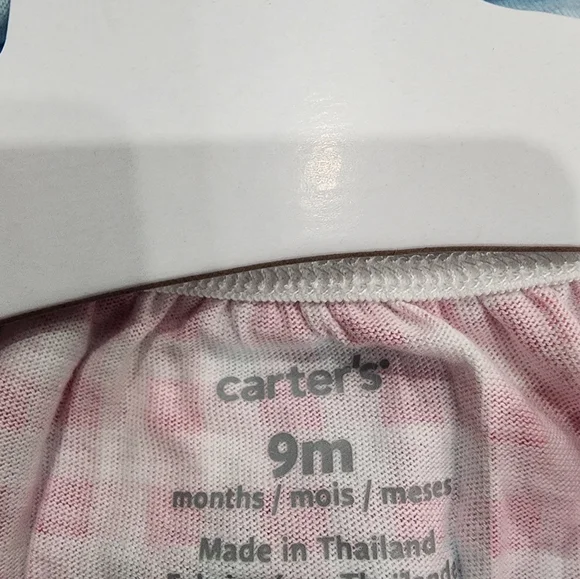 carter's
9m
months / mois / meses
Made in Thailand